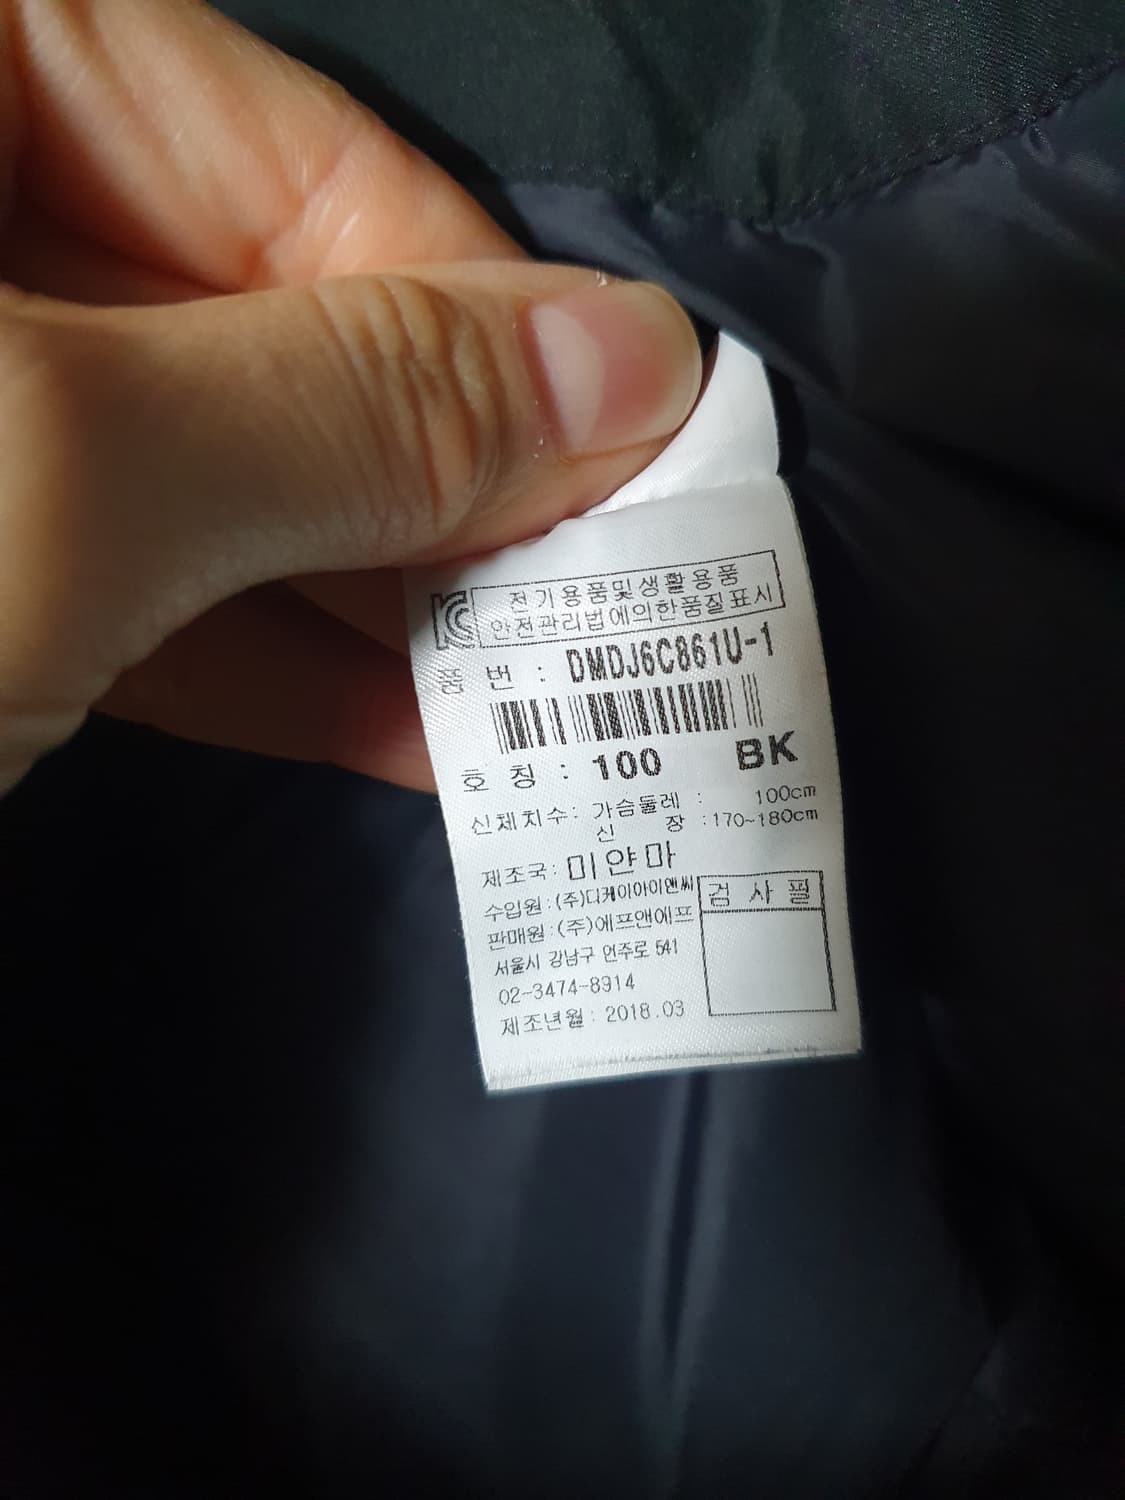 전기용품및생활용품
안전관리법에의한품질표시
품 번 : DMDJ6C861U-1
호 칭 : 100 BK
신체치수: 가슴둘레 : 100cm
신 장 :170~180cm
제조국: 미얀마
수입원:(주)디케이아이앤씨
판매원:(주)에프앤에프
서울시 강남구 언주로 541
02-3474-8914
제조년월: 2018.03
검 사 필